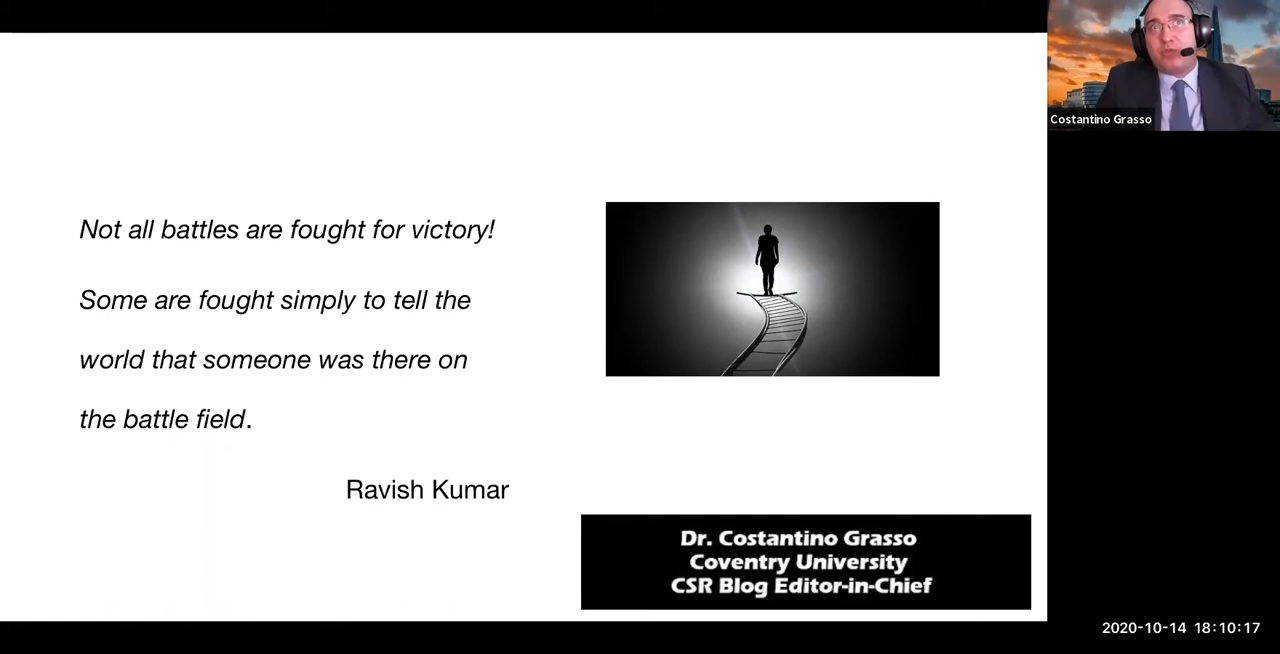 Costantino Grasso
Not all battles are fought for victory!
Some are fought simply to tell the
world that someone was there on
the battle field.
Ravish Kumar
Dr. Costantino Grasso
Coventry University
CSR Blog Editor-in-Chief
2020-10-14 18:10:17